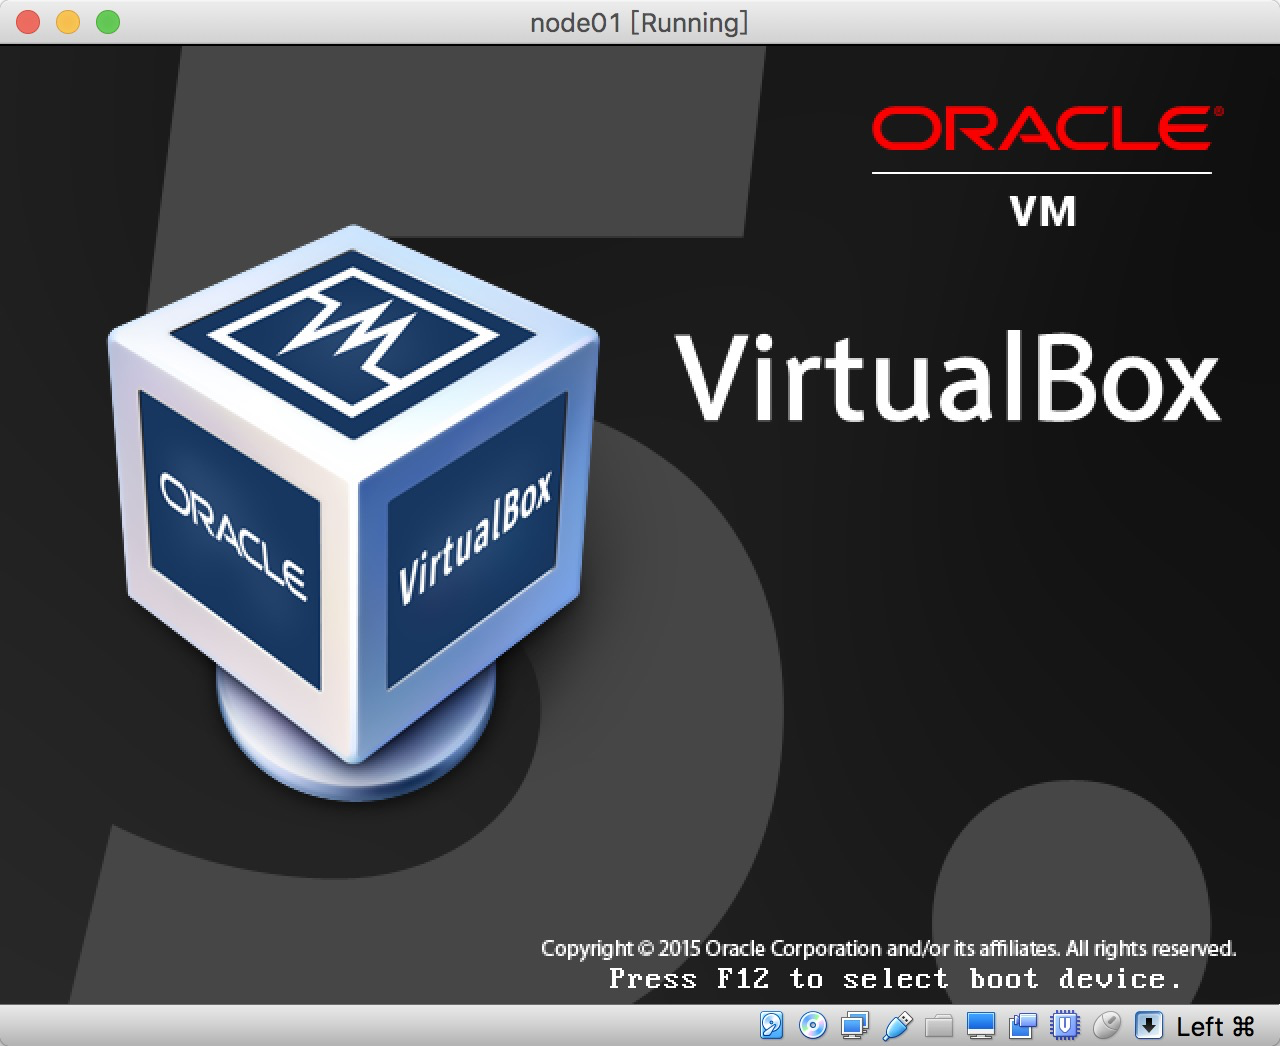 node01 [Running]
ORACLE®
VM
VirtualBox
ORACLE
VirtualBox
5.
Copyright © 2015 Oracle Corporation and/or its affiliates. All rights reserved.
Press F12 to select boot device.
Left ⌘